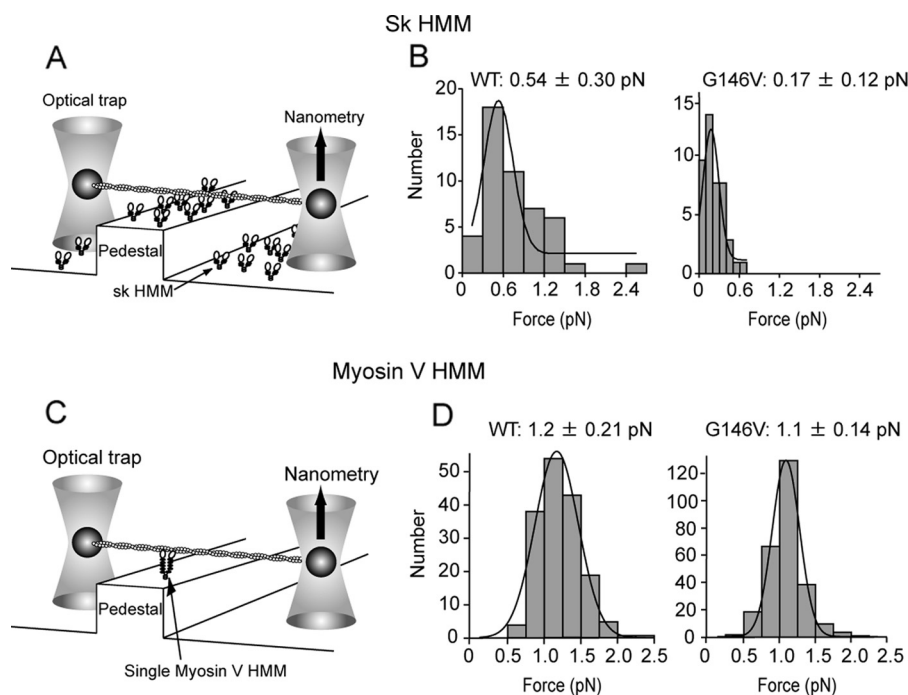 Sk HMM
A
Optical trap
Nanometry
Pedestal
sk HMM
B
WT: 0.54 ± 0.30 pN
G146V: 0.17 ± 0.12 pN
Number
20
15
10
5
0
0 0.6 1.2 1.8 2.4
Force (pN)
15
10
5
0
0 0.6 1.2 1.8 2.4
Force (pN)
Myosin V HMM
C
Optical trap
Nanometry
Pedestal
Single Myosin V HMM
D
WT: 1.2 ± 0.21 pN
G146V: 1.1 ± 0.14 pN
Number
50
40
30
20
10
0
0 0.5 1.0 1.5 2.0 2.5
Force (pN)
120
100
80
60
40
20
0
0 0.5 1.0 1.5 2.0 2.5
Force (pN)